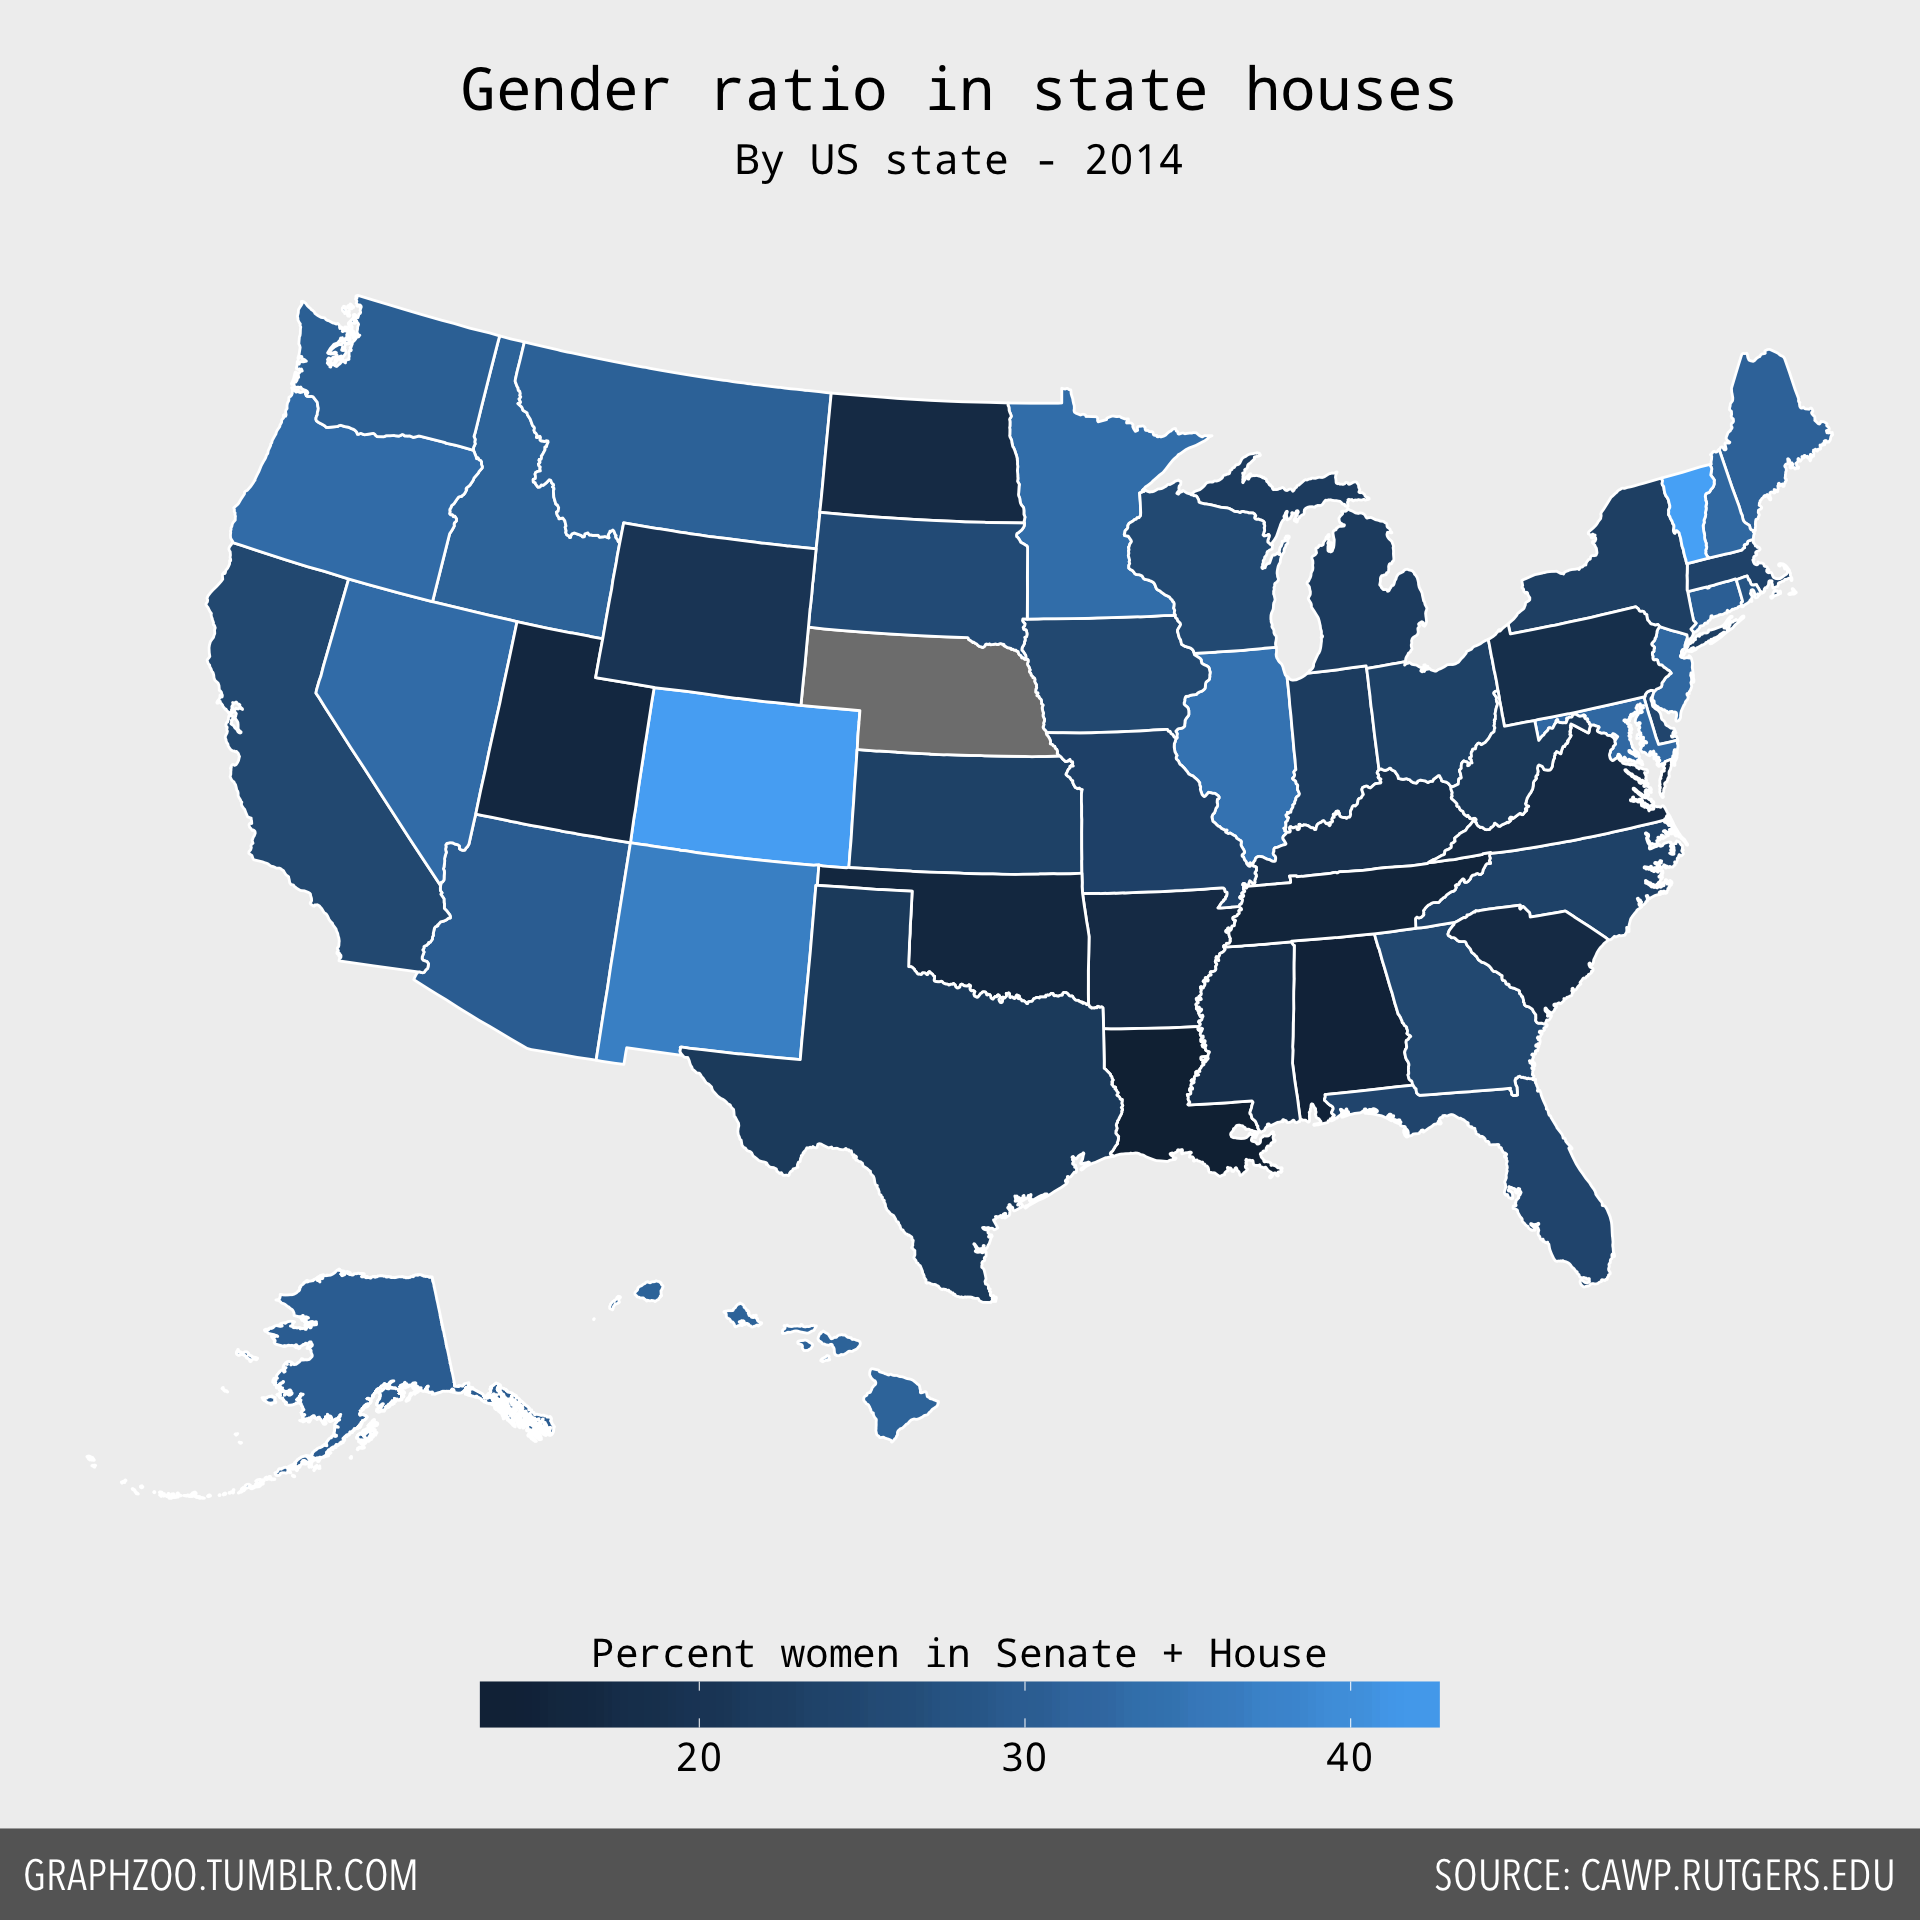 Gender ratio in state houses
By US state - 2014
Percent women in Senate + House
20 30 40
GRAPHZOO.TUMBLR.COM SOURCE: CAWP.RUTGERS.EDU